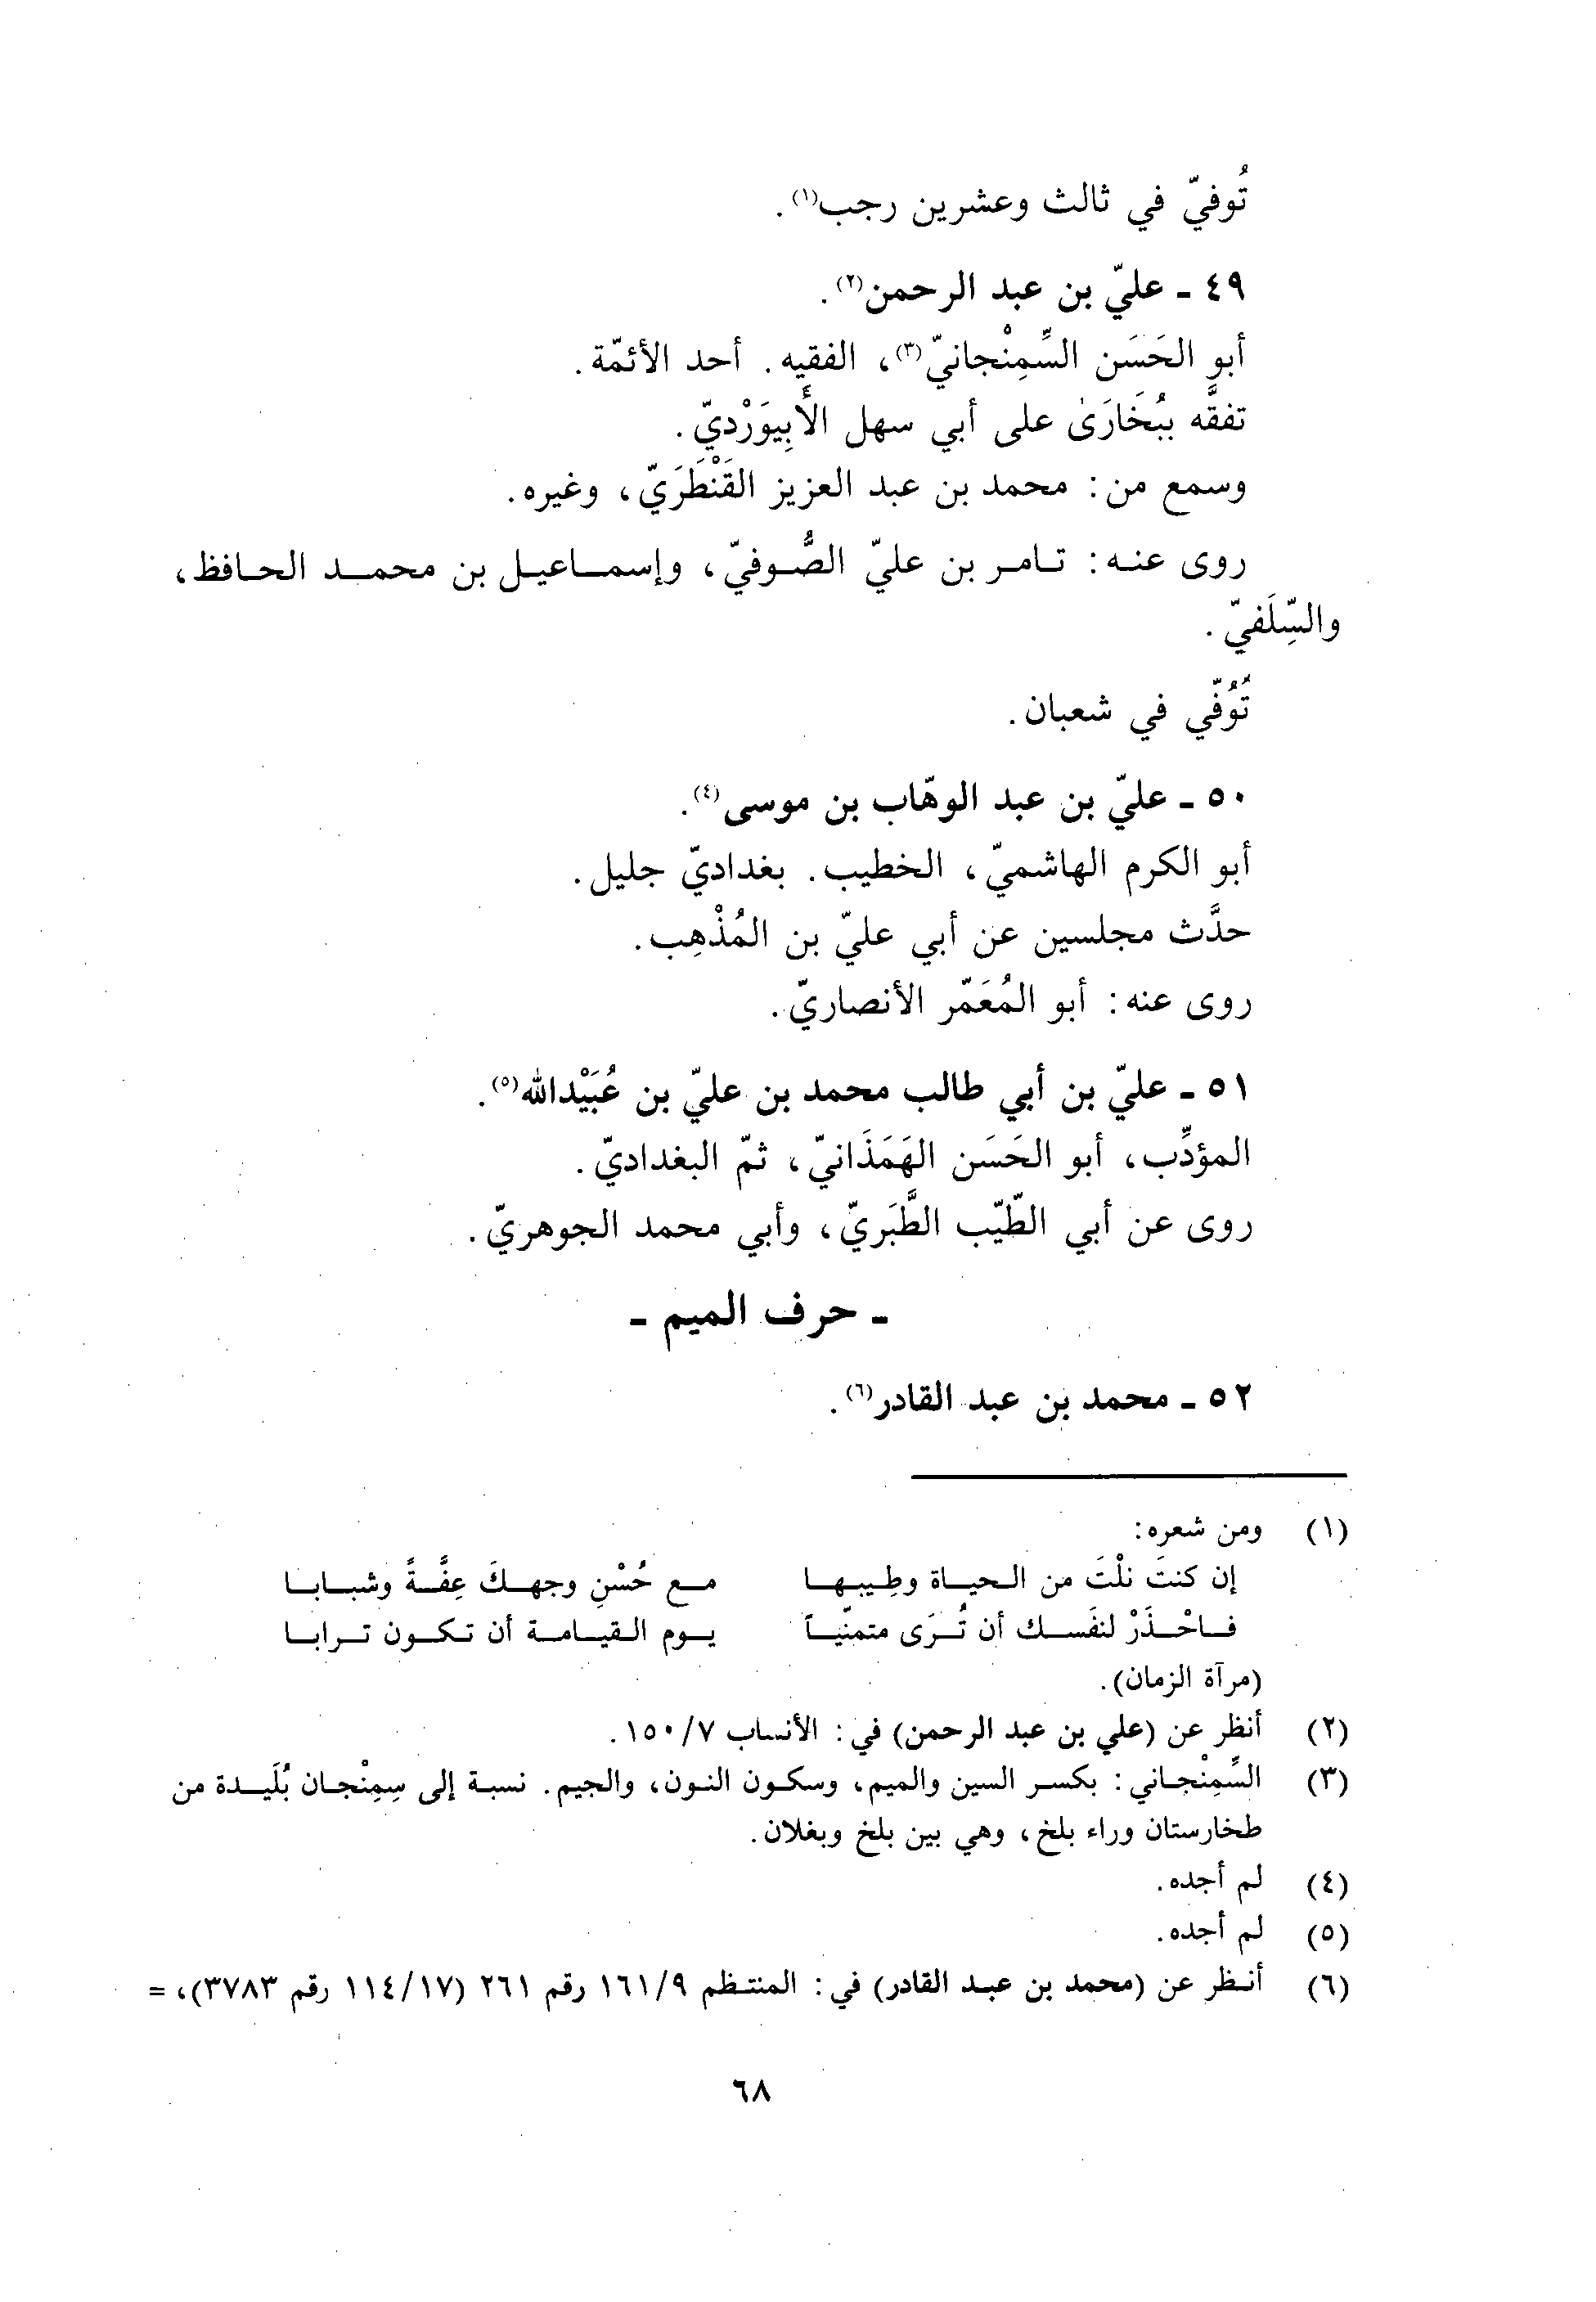 تُوفيّ في ثالث وعشرين رجب(١).
٤٩ - عليّ بن عبد الرحمن(٢).
أبو الحَسَن السِّمِنْجانيّ(٣)، الفقيه. أحد الأئمّة.
تفقَّه ببُخَارَىٰ على أبي سهل الأَبِيوَرْديّ.
وسمع من: محمد بن عبد العزيز القَنْطَرَيّ، وغيره.
روى عنه: تامر بن عليّ الصُّوفيّ، وإسماعيل بن محمد الحافظ،
والسِّلَفيّ.
تُوُفّي في شعبان.
٥٠ - عليّ بن عبد الوهّاب بن موسى(٤).
أبو الكرم الهاشميّ، الخطيب. بغداديّ جليل.
حدَّث مجلسين عن أبي عليّ بن المُذْهِب.
روى عنه: أبو المُعَمّر الأنصاريّ.
٥١ - عليّ بن أبي طالب محمد بن عليّ بن عُبَيْدالله(٥).
المؤدِّب، أبو الحَسَن الهَمَذَانيّ، ثمّ البغداديّ.
روى عن أبي الطّيّب الطَّبَريّ، وأبي محمد الجوهريّ.
- حرف الميم -
٥٢ - محمد بن عبد القادر(٦).
(١) ومن شعره:
إن كنتَ نلْتَ من الحياة وطِيبها مع حُسْنِ وجهكَ عِفَّةً وشبابا
فاحْذَرْ لنفَسك أن تُرَى متمنّياً يوم القيامة أن تكون ترابا
(مرآة الزمان).
(٢) أنظر عن (علي بن عبد الرحمن) في: الأنساب ١٥٠/٧.
(٣) السِّمِنْجاني: بكسر السين والميم، وسكون النون، والجيم. نسبة إلى سِمِنْجان بُلَيدة من
طخارستان وراء بلخ، وهي بين بلخ وبغلان.
(٤) لم أجده.
(٥) لم أجده.
(٦) أنظر عن (محمد بن عبد القادر) في: المنتظم ١٦١/٩ رقم ٢٦١ (١١٤/١٧ رقم ٣٧٨٣)، =
٦٨